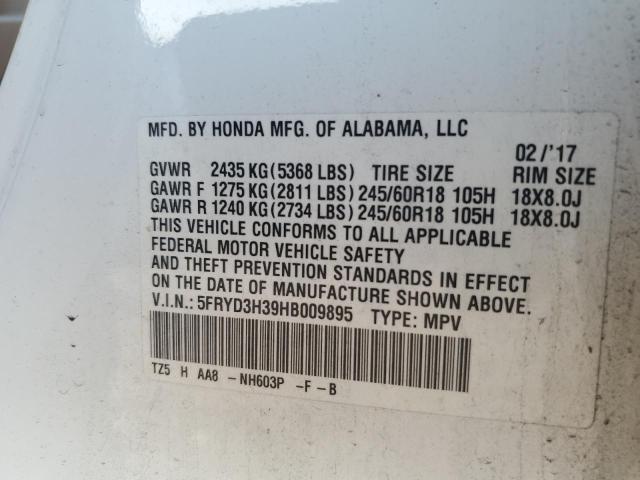 MFD. BY HONDA MFG. OF ALABAMA, LLC
02/'17
GVWR 2435 KG(5368 LBS) TIRE SIZE RIM SIZE
GAWR F 1275 KG(2811 LBS)245/60R18 105H 18X8.0J
GAWR R 1240 KG(2734 LBS)245/60R18 105H 18X8.0J
THIS VEHICLE CONFORMS TO ALL APPLICABLE
FEDERAL MOTOR VEHICLE SAFETY
AND THEFT PREVENTION STANDARDS IN EFFECT
ON THE DATE OF MANUFACTURE SHOWN ABOVE.
V.I.N.: 5FRYD3H39HB009895 TYPE: MPV
TZ5 H AA8 -NH603P -F-B